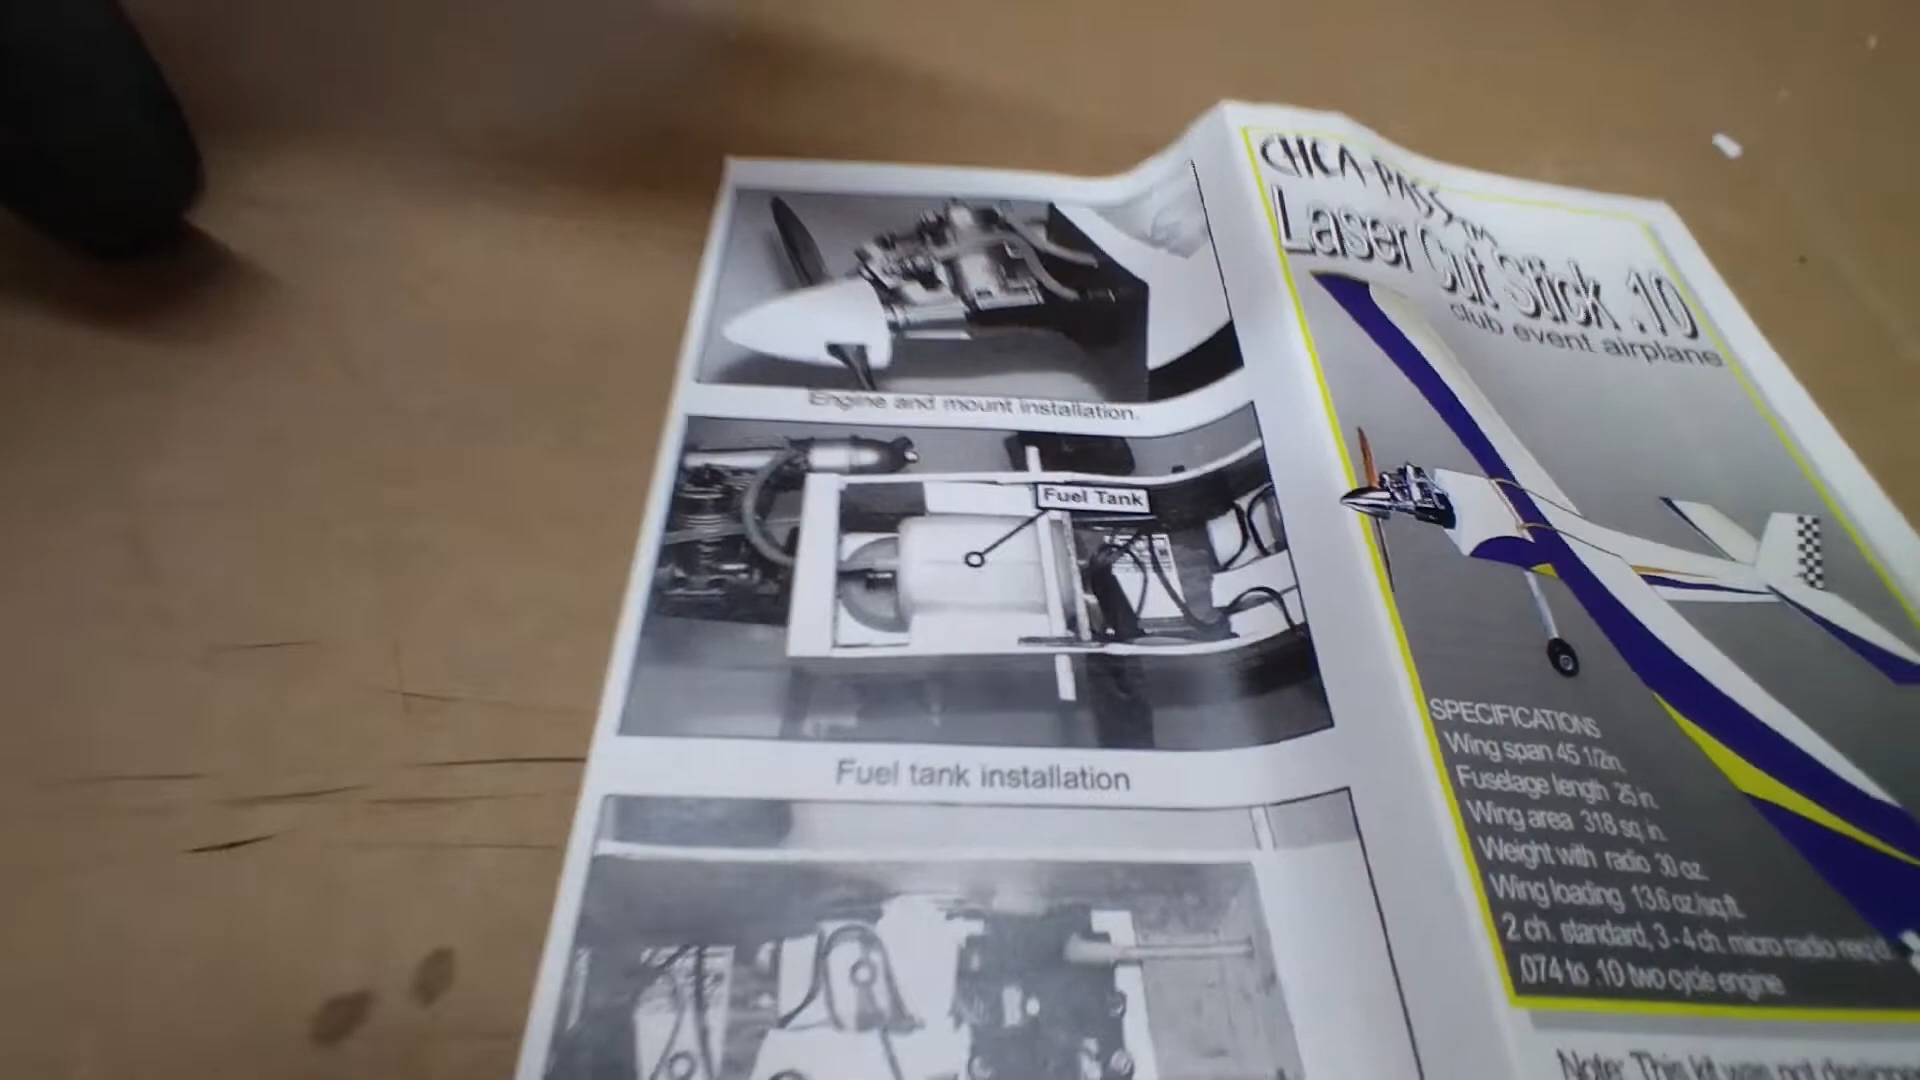 Engine and mount installation.
Fuel Tank
Fuel tank installation
CHCA-PASS™
Laser Cut Stick .10
club event airplane
SPECIFICATIONS
Wing span 45 1/2in.
Fuselage length 25 in.
Wing area 318 sq. in.
Weight with radio 30 oz.
Wing loading 13.6 oz/sq.ft.
2 ch. standard, 3 - 4 ch. micro radio req'd.
.074 to .10 two cycle engine
Note: This kit was not designed